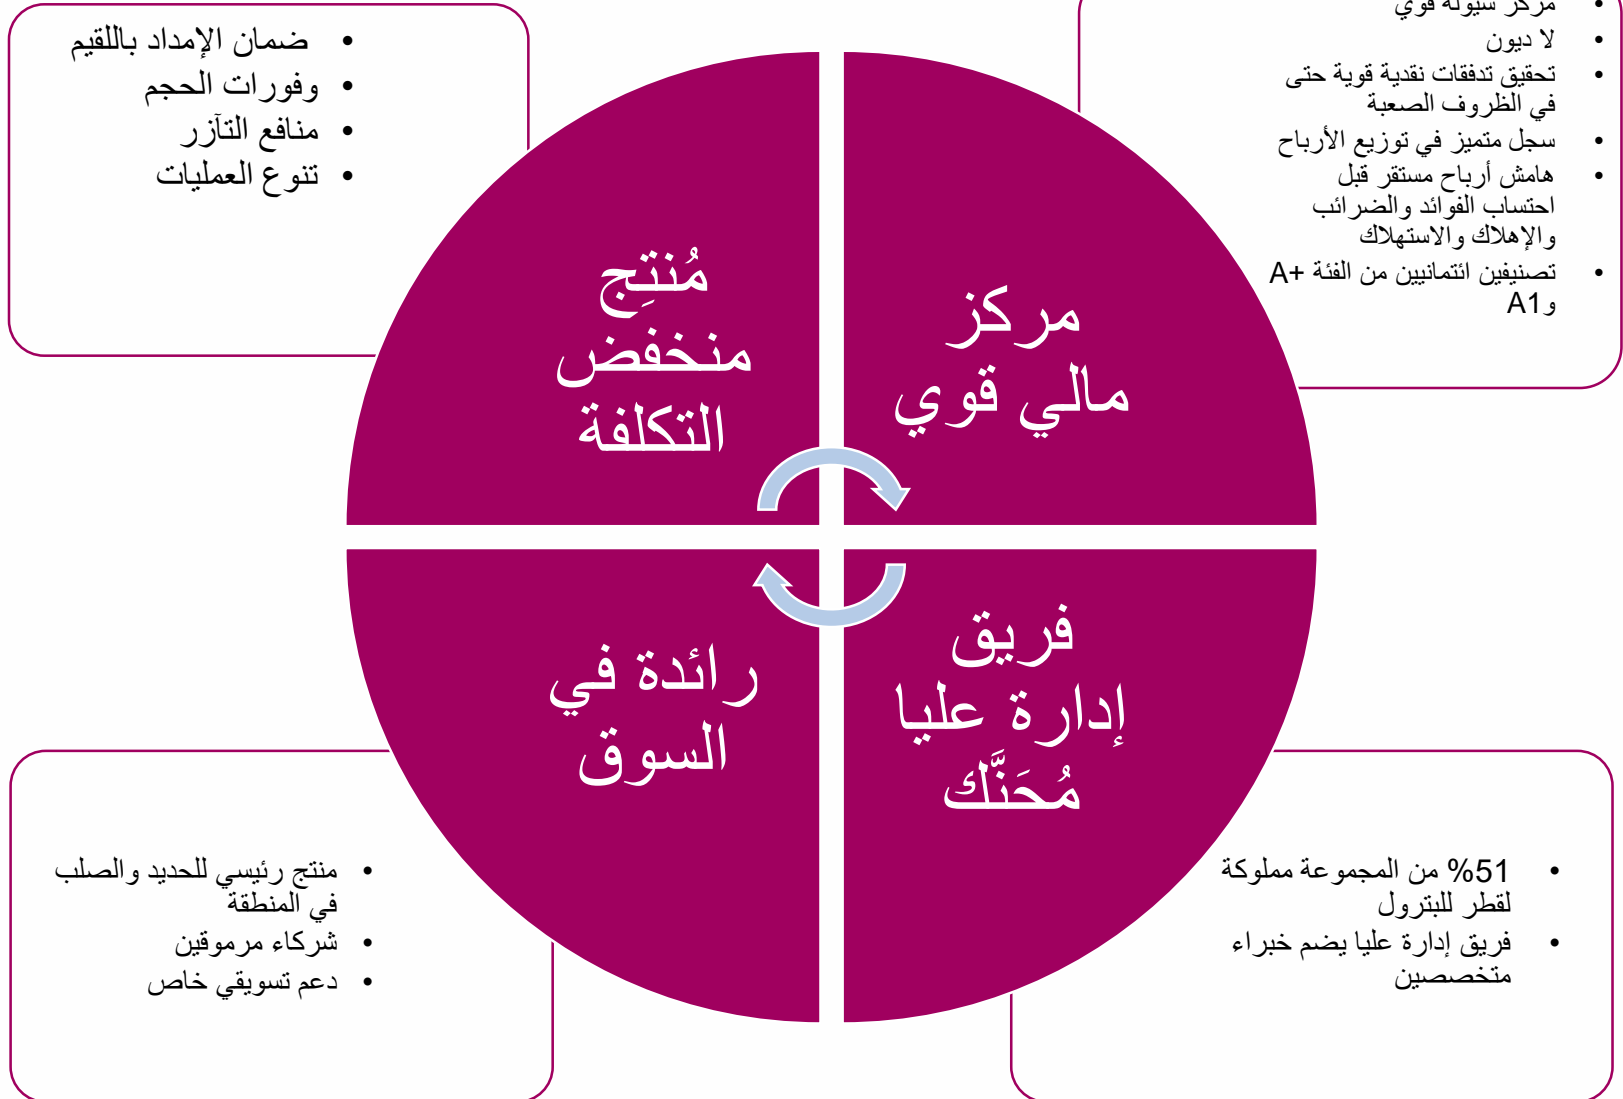 مركز سيولة قوي
لا ديون
تحقيق تدفقات نقدية قوية حتى
في الظروف الصعبة
سجل متميز في توزيع الأرباح
هامش أرباح مستقر قبل
احتساب الفوائد والضرائب
والإهلاك والاستهلاك
تصنيفين ائتمانيين من الفئة A+
وA1
ضمان الإمداد باللقيم
وفورات الحجم
منافع التآزر
تنوع العمليات
مركز
مالي قوي
مُنتِج
منخفض
التكلفة
فريق
إدارة عليا
مُحَنَّك
رائدة في
السوق
51% من المجموعة مملوكة
لقطر للبترول
فريق إدارة عليا يضم خبراء
متخصصين
منتج رئيسي للحديد والصلب
في المنطقة
شركاء مرموقين
دعم تسويقي خاص